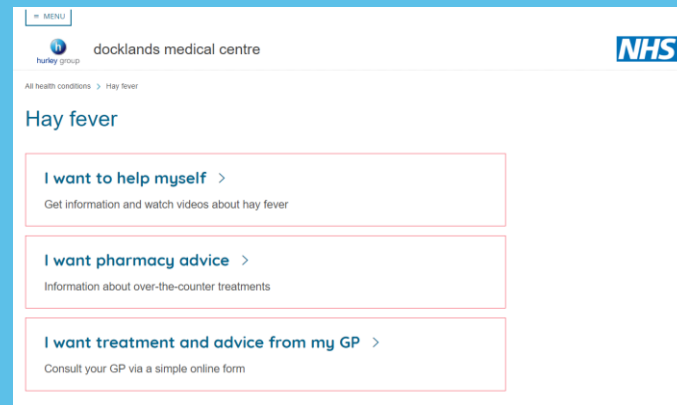 ≡ MENU
h
hurley group
docklands medical centre
NHS
All health conditions > Hay fever
Hay fever
I want to help myself >
Get information and watch videos about hay fever
I want pharmacy advice >
Information about over-the-counter treatments
I want treatment and advice from my GP >
Consult your GP via a simple online form